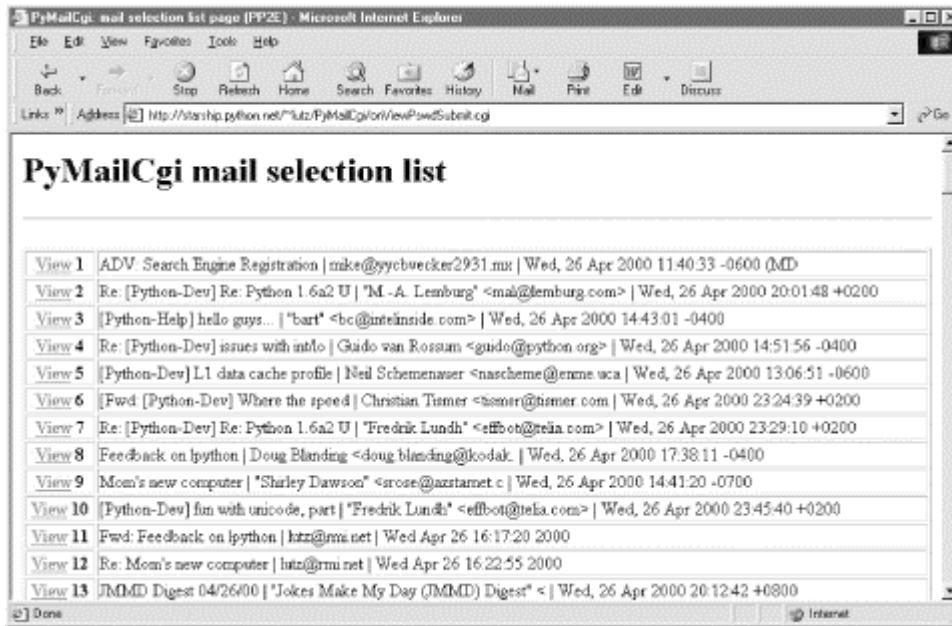 PyMailCgi: mail selection list page (PP2E) - Microsoft Internet Explorer
File Edit View Favorites Tools Help
Back Forward Stop Refresh Home Search Favorites History Mail Print Edit Discuss
Links » Address http://starship.python.net/~lutz/PyMailCgi/onViewPswdSubmit.cgi Go
PyMailCgi mail selection list
View 1 ADV: Search Engine Registration | mike@yycbwecker2931.mx | Wed, 26 Apr 2000 11:40:33 -0600 (MD
View 2 Re: [Python-Dev] Re: Python 1.6a2 U | "M.-A. Lemburg" <mal@lemburg.com> | Wed, 26 Apr 2000 20:01:48 +0200
View 3 [Python-Help] hello guys... | "bart" <bc@intelinside.com> | Wed, 26 Apr 2000 14:43:01 -0400
View 4 Re: [Python-Dev] issues with int/lo | Guido van Rossum <guido@python.org> | Wed, 26 Apr 2000 14:51:56 -0400
View 5 [Python-Dev] L1 data cache profile | Neil Schemenauer <nascheme@enme.uca | Wed, 26 Apr 2000 13:06:51 -0600
View 6 [Fwd: [Python-Dev] Where the speed | Christian Tismer <tismer@tismer.com | Wed, 26 Apr 2000 23:24:39 +0200
View 7 Re: [Python-Dev] Re: Python 1.6a2 U | "Fredrik Lundh" <effbot@telia.com> | Wed, 26 Apr 2000 23:29:10 +0200
View 8 Feedback on lpython | Doug Blanding <doug.blanding@kodak. | Wed, 26 Apr 2000 17:38:11 -0400
View 9 Mom's new computer | "Shirley Dawson" <srose@azstarnet.c | Wed, 26 Apr 2000 14:41:20 -0700
View 10 [Python-Dev] fun with unicode, part | "Fredrik Lundh" <effbot@telia.com> | Wed, 26 Apr 2000 23:45:40 +0200
View 11 Fwd: Feedback on lpython | lutz@rmi.net | Wed Apr 26 16:17:20 2000
View 12 Re: Mom's new computer | lutz@rmi.net | Wed Apr 26 16:22:55 2000
View 13 JMMD Digest 04/26/00 | "Jokes Make My Day (JMMD) Digest" < | Wed, 26 Apr 2000 20:12:42 +0800
Done Internet